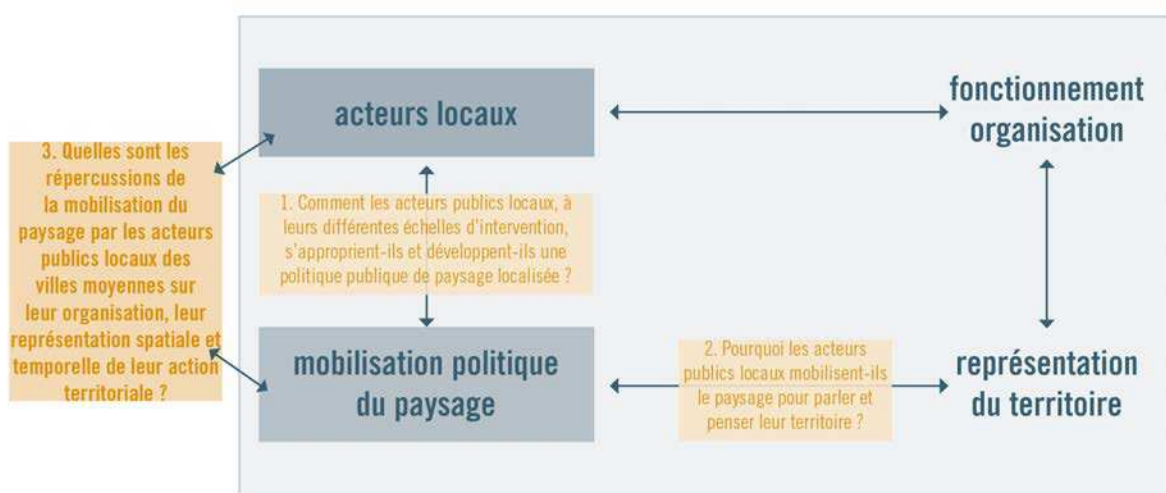 acteurs locaux
fonctionnement
organisation
3. Quelles sont les
répercussions de
la mobilisation du
paysage par les acteurs
publics locaux des
villes moyennes sur
leur organisation, leur
représentation spatiale et
temporelle de leur action
territoriale ?
1. Comment les acteurs publics locaux, à
leurs différentes échelles d'intervention,
s'approprient-ils et développent-ils une
politique publique de paysage localisée ?
mobilisation politique
du paysage
2. Pourquoi les acteurs
publics locaux mobilisent-ils
le paysage pour parler et
penser leur territoire ?
représentation
du territoire